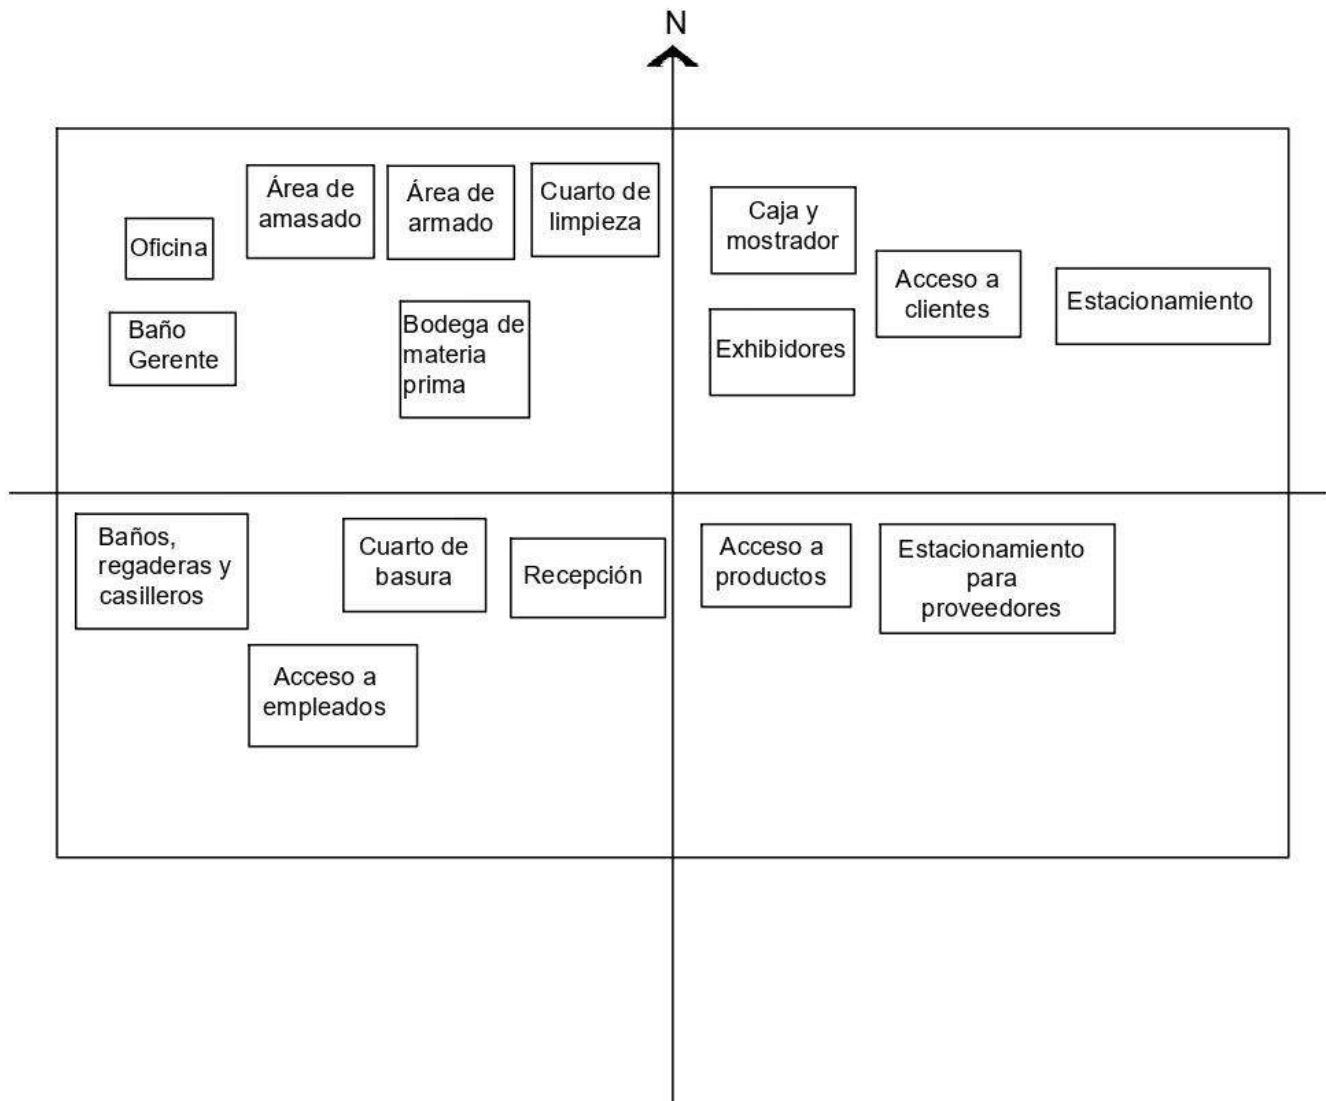 N
Oficina
Área de
amasado
Área de
armado
Cuarto de
limpieza
Baño
Gerente
Bodega de
materia
prima
Caja y
mostrador
Acceso a
clientes
Estacionamiento
Exhibidores
Baños,
regaderas y
casilleros
Cuarto de
basura
Recepción
Acceso a
empleados
Acceso a
productos
Estacionamiento
para
proveedores